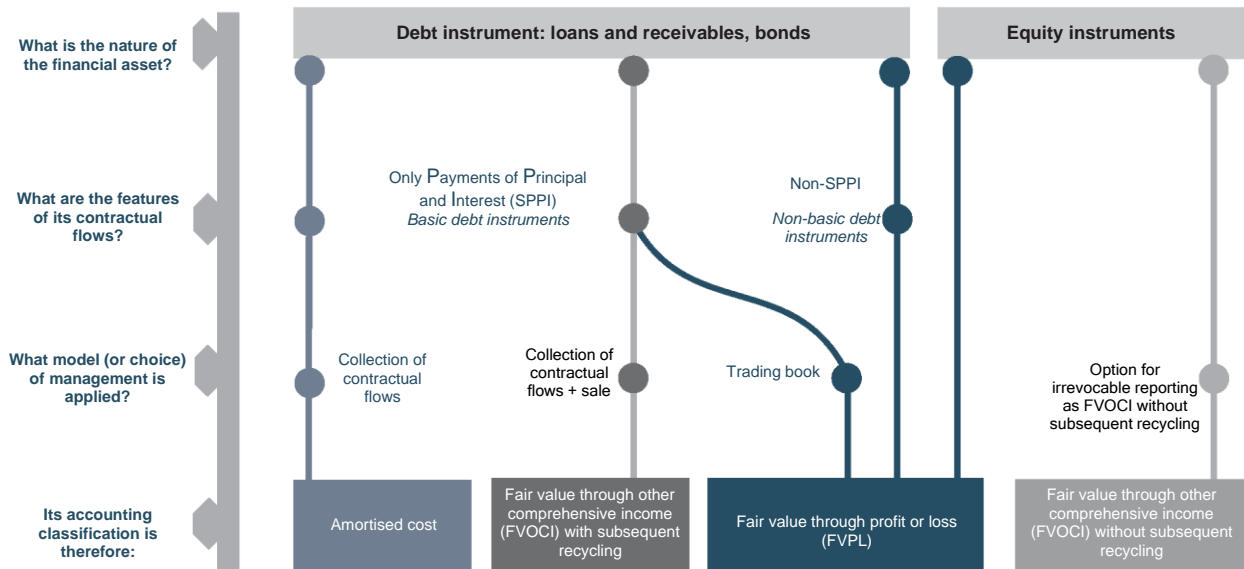 Debt instrument: loans and receivables, bonds
Equity instruments
What is the nature of
the financial asset?
Only Payments of Principal
and Interest (SPPI)
Basic debt instruments
Non-SPPI
Non-basic debt
instruments
What are the features
of its contractual
flows?
What model (or choice)
of management is
applied?
Collection of
contractual
flows
Collection of
contractual
flows + sale
Trading book
Option for
irrevocable reporting
as FVOCI without
subsequent recycling
Its accounting
classification is
therefore:
Amortised cost
Fair value through other
comprehensive income
(FVOCI) with subsequent
recycling
Fair value through profit or loss
(FVPL)
Fair value through other
comprehensive income
(FVOCI) without subsequent
recycling